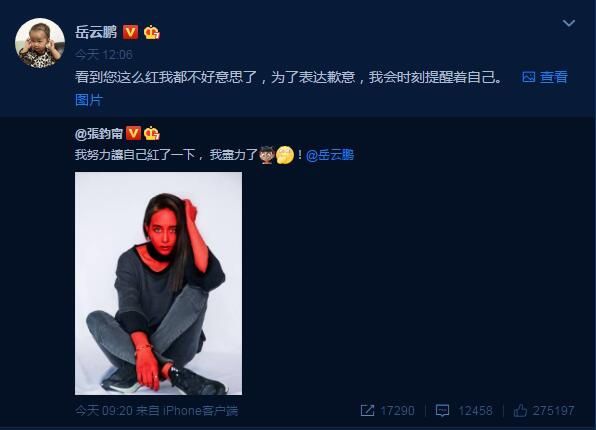 岳云鹏
今天 12:06
看到您这么红我都不好意思了，为了表达歉意，我会时刻提醒着自己。 查看
图片
@張鈞甯
我努力讓自己紅了一下， 我盡力了！@岳云鹏
今天 09:20 来自 iPhone客户端
17290 12458 275197